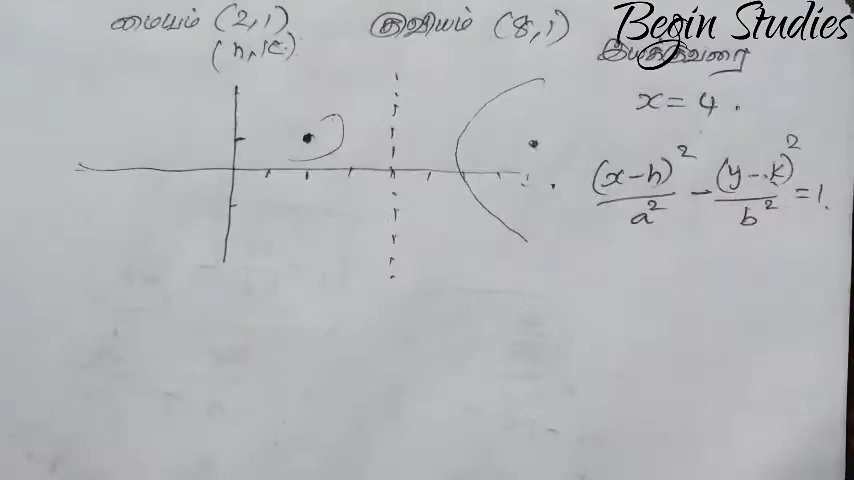 மையம் (2,1) குவியம் (8,1) Begin Studies
(h, k) இயக்குவரை
x = 4 .
(x-h)² / a² - (y-k)² / b² = 1.